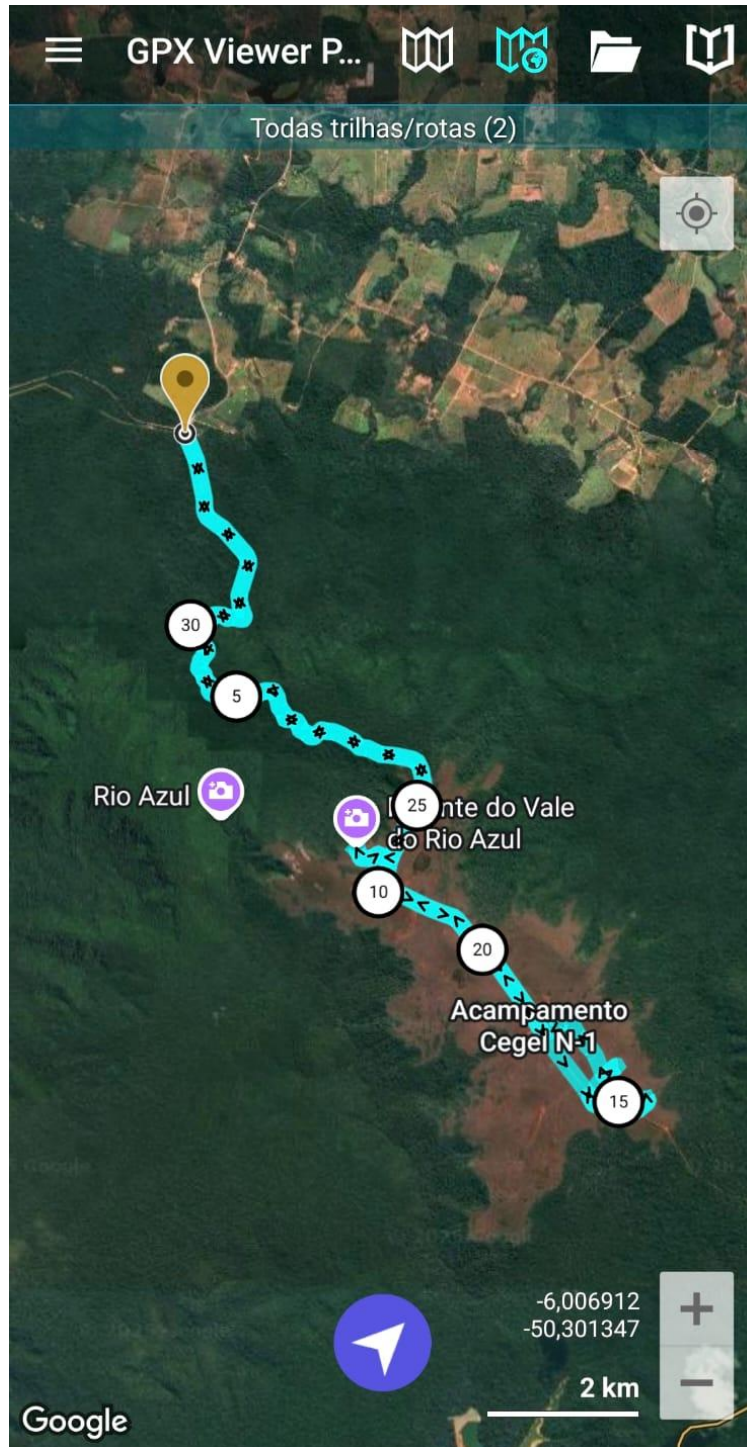 GPX Viewer P...
Todas trilhas/rotas (2)
30
5
Rio Azul
25
nte do Vale
do Rio Azul
10
20
Acampamento
Cegel N-1
15
-6,006912
-50,301347
2 km
Google